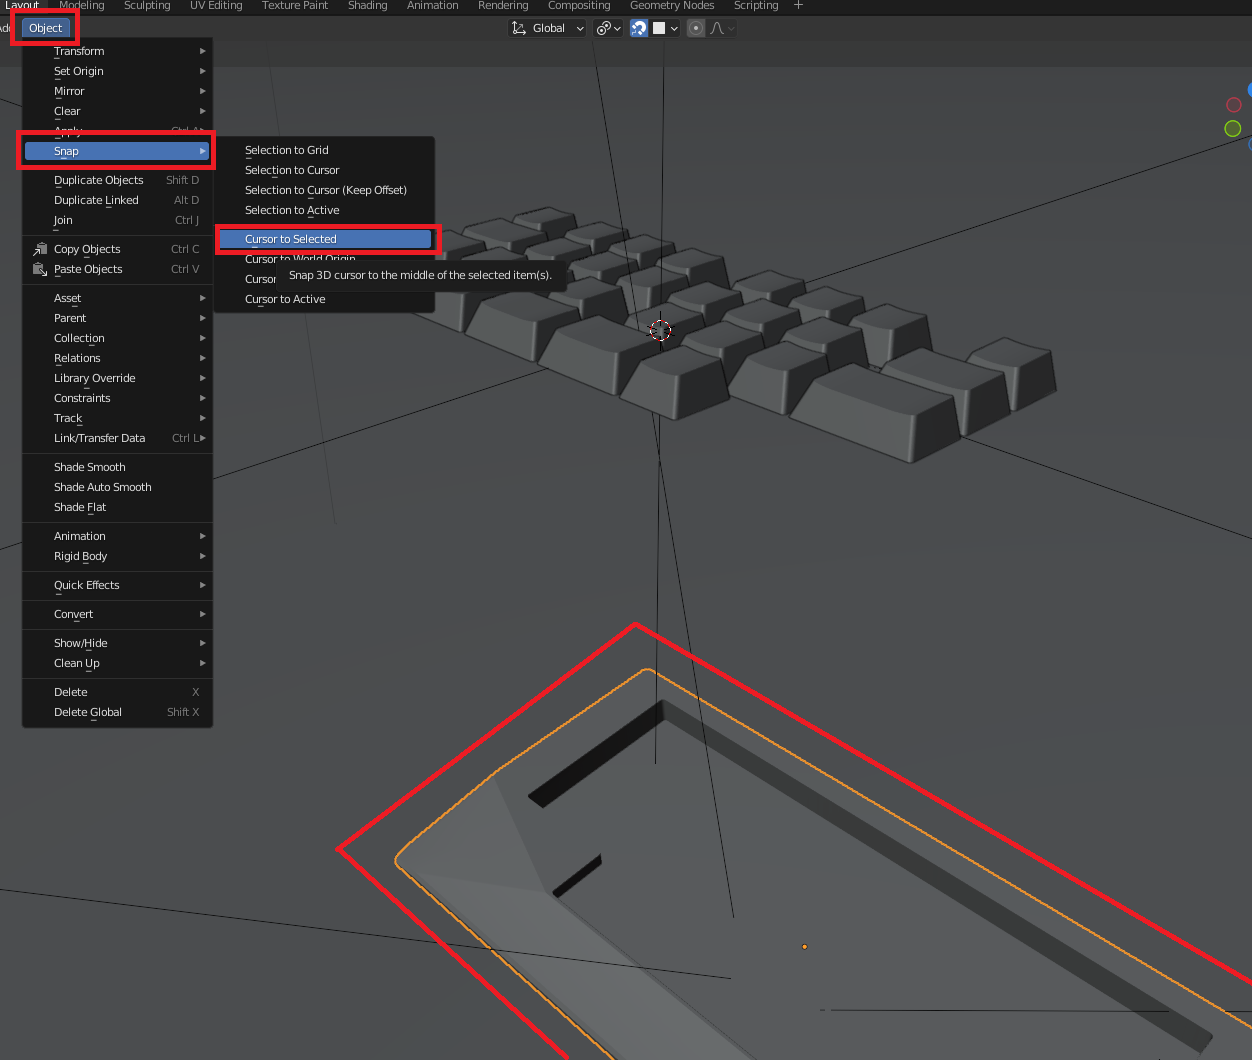 Layout Modeling Sculpting UV Editing Texture Paint Shading Animation Rendering Compositing Geometry Nodes Scripting +
Object
Global
Transform
Set Origin
Mirror
Clear
Apply Ctrl A
Snap
Duplicate Objects Shift D
Duplicate Linked Alt D
Join Ctrl J
Copy Objects Ctrl C
Paste Objects Ctrl V
Asset
Parent
Collection
Relations
Library Override
Constraints
Track
Link/Transfer Data Ctrl L
Shade Smooth
Shade Auto Smooth
Shade Flat
Animation
Rigid Body
Quick Effects
Convert
Show/Hide
Clean Up
Delete X
Delete Global Shift X
Selection to Grid
Selection to Cursor
Selection to Cursor (Keep Offset)
Selection to Active
Cursor to Selected
Cursor to World Origin
Cursor
Snap 3D cursor to the middle of the selected item(s).
Cursor to Active